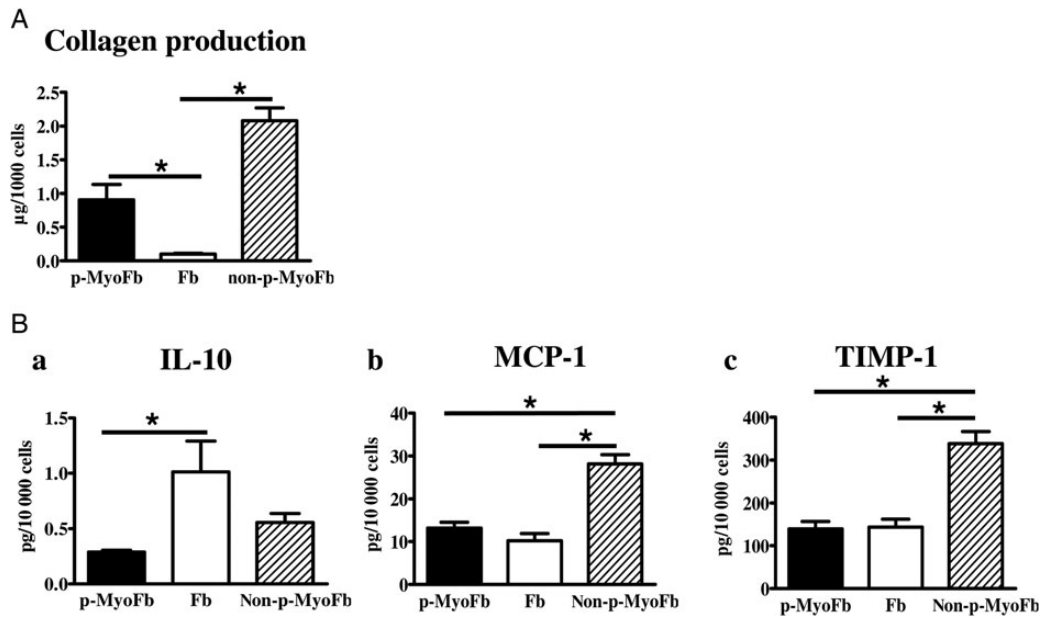 A
Collagen production
µg/1000 cells
2.5
2.0
1.5
1.0
0.5
0.0
*
*
p-MyoFb Fb non-p-MyoFb
B
a IL-10
pg/10 000 cells
1.5
1.0
0.5
0.0
*
p-MyoFb Fb Non-p-MyoFb
b MCP-1
pg/10 000 cells
40
30
20
10
0
*
*
p-MyoFb Fb Non-p-MyoFb
c TIMP-1
pg/10 000 cells
400
300
200
100
0
*
*
p-MyoFb Fb Non-p-MyoFb